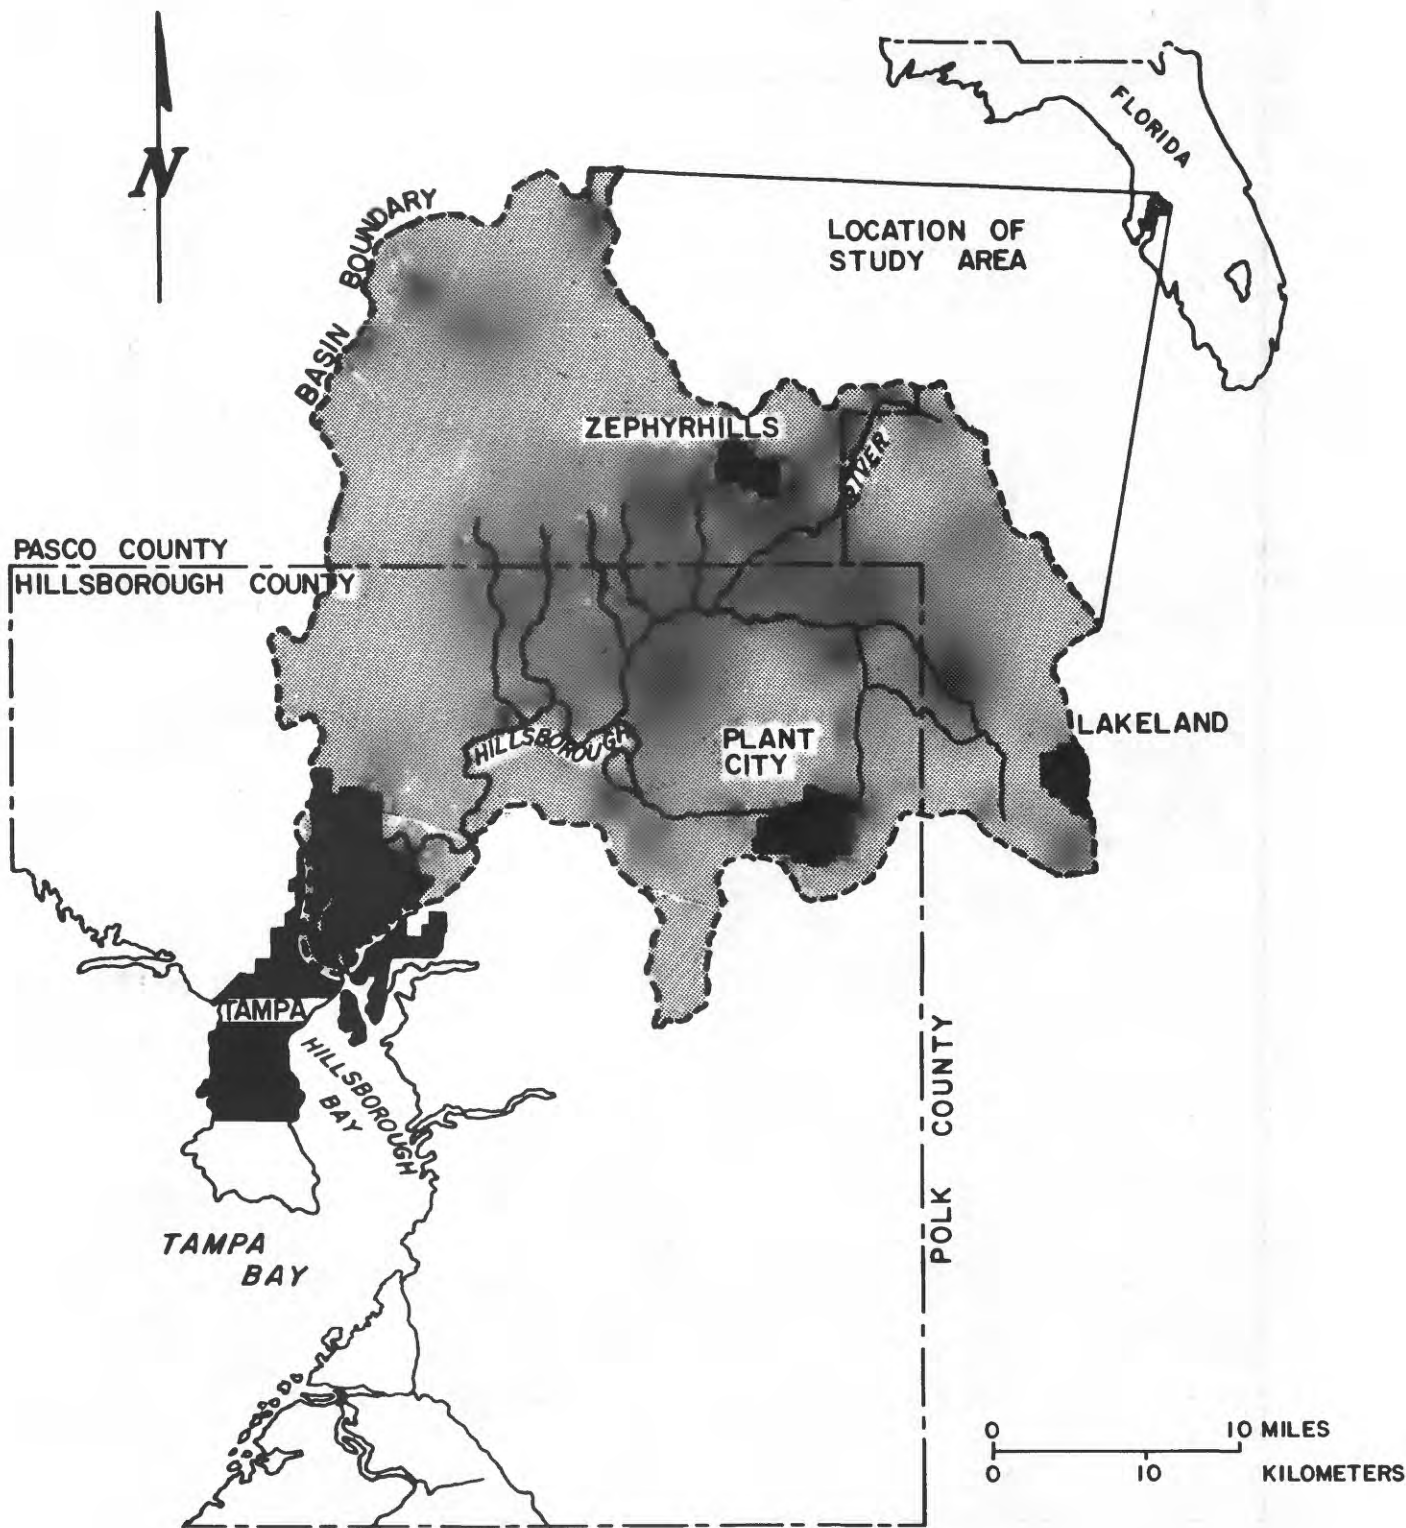 N
FLORIDA
LOCATION OF
STUDY AREA
BASIN BOUNDARY
ZEPHYRHILLS
RIVER
PASCO COUNTY
HILLSBOROUGH COUNTY
LAKELAND
PLANT
CITY
HILLSBOROUGH
TAMPA
HILLSBOROUGH
BAY
POLK COUNTY
TAMPA
BAY
0 10 MILES
0 10 KILOMETERS